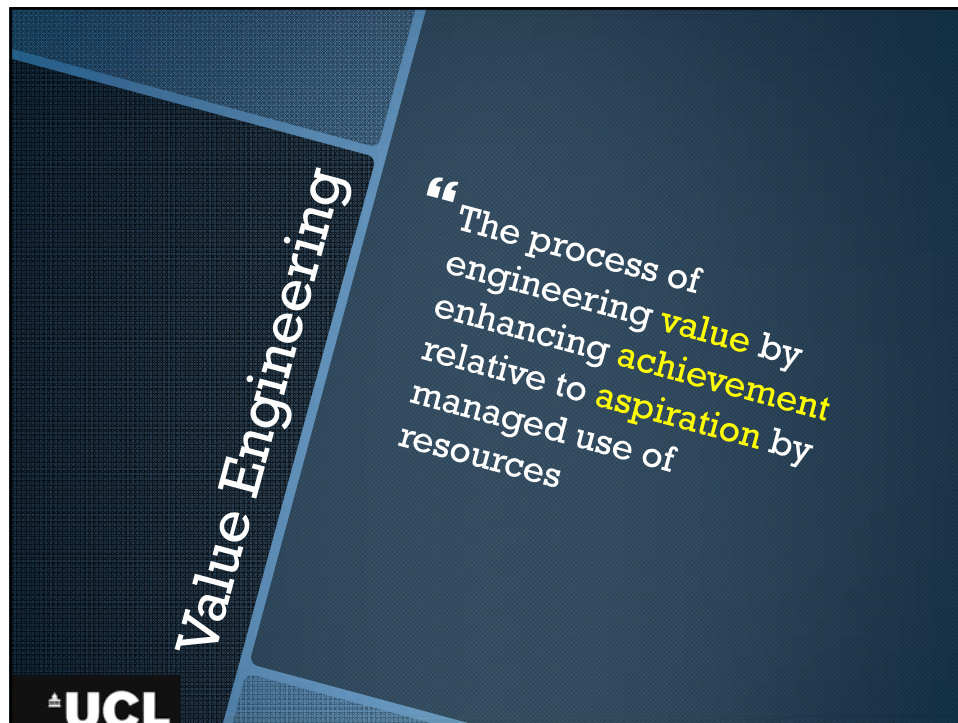 Value Engineering
“The process of
engineering value by
enhancing achievement
relative to aspiration by
managed use of
resources
UCL